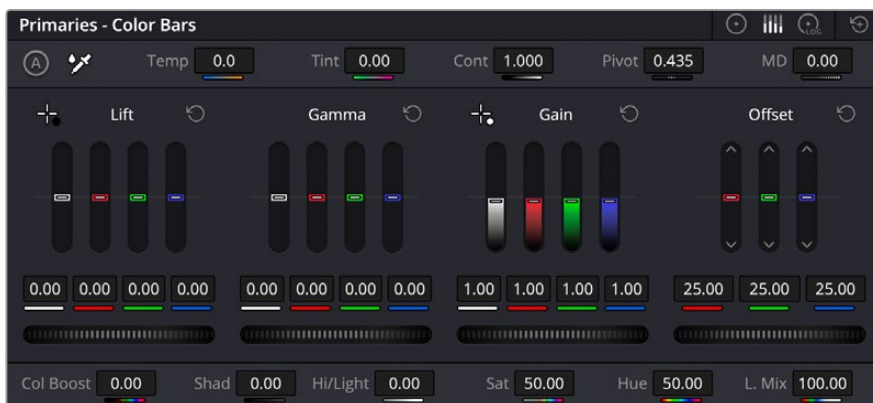 Primaries - Color Bars
LOG
A Temp 0.0 Tint 0.00 Cont 1.000 Pivot 0.435 MD 0.00
Lift Gamma Gain Offset
0.00 0.00 0.00 0.00 0.00 0.00 0.00 0.00 1.00 1.00 1.00 1.00 25.00 25.00 25.00
Col Boost 0.00 Shad 0.00 Hi/Light 0.00 Sat 50.00 Hue 50.00 L. Mix 100.00